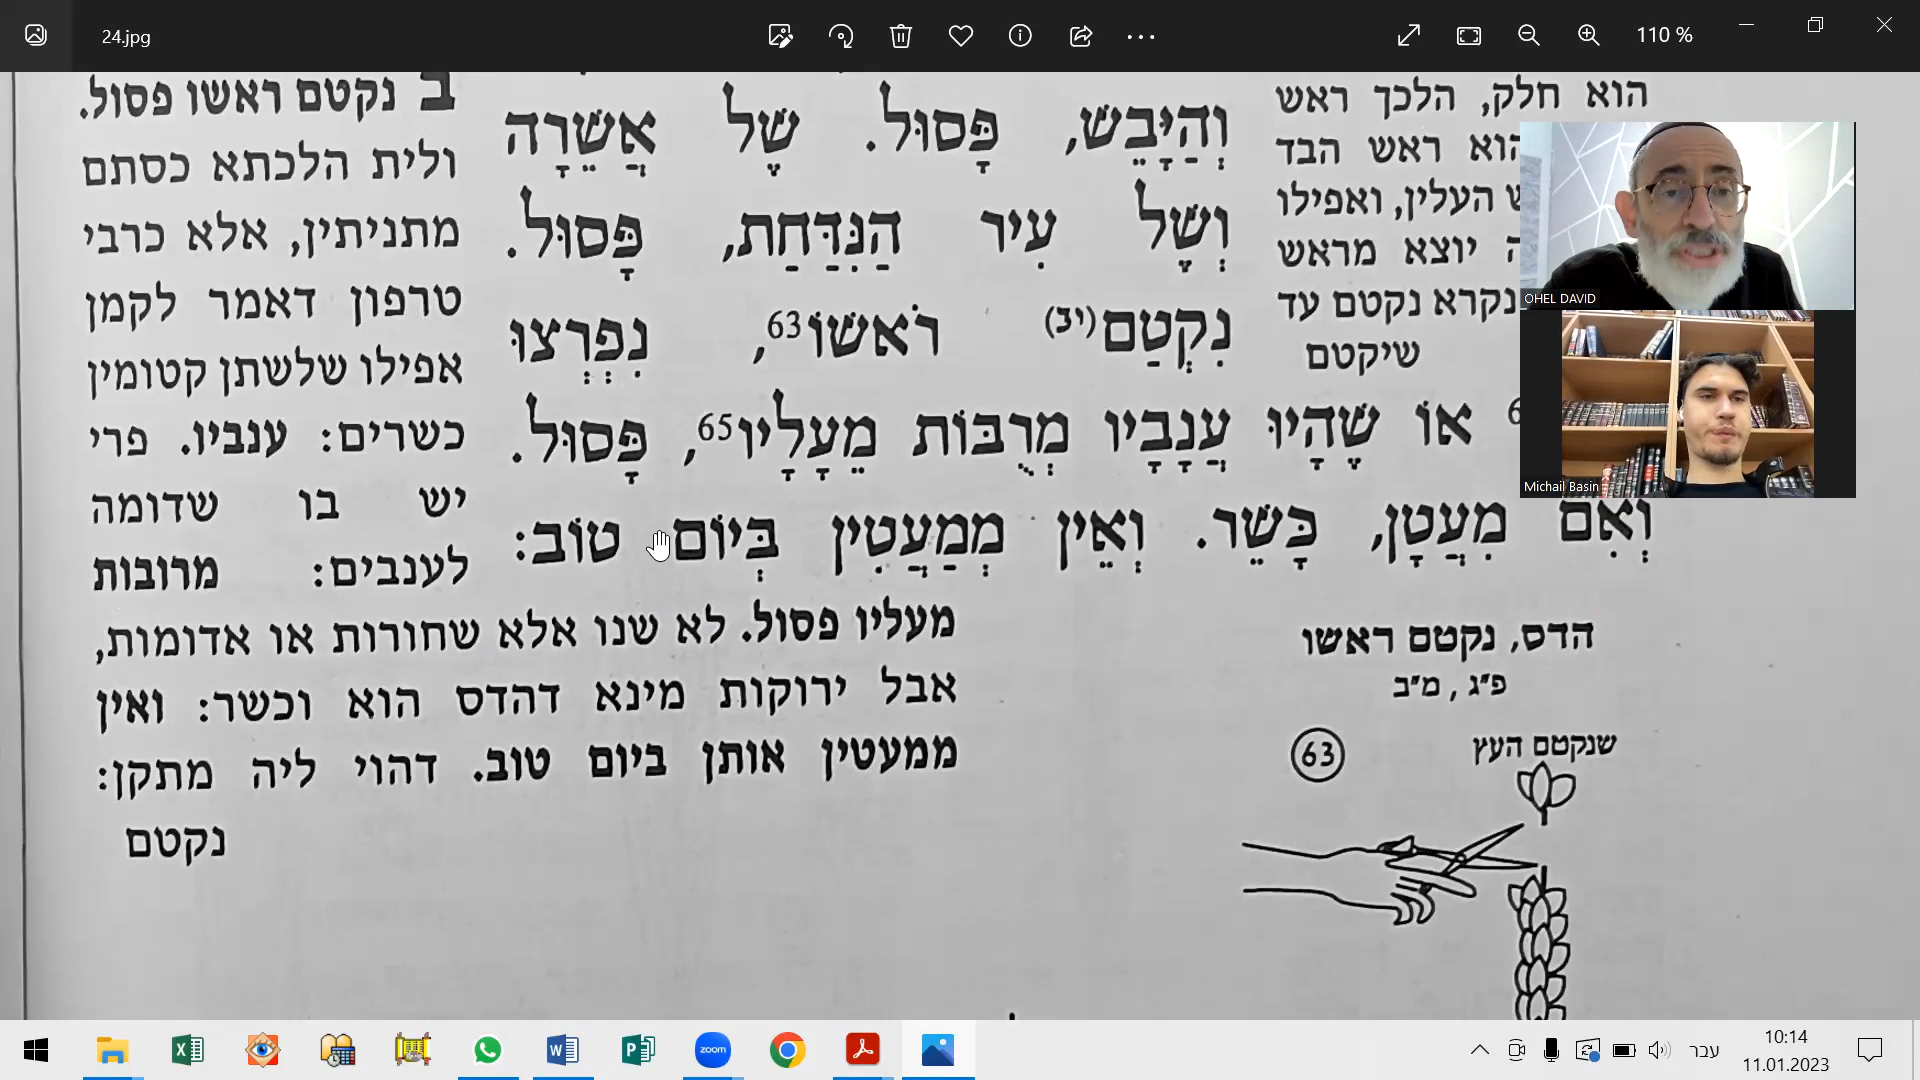 24.jpg
110 %
הוא חלק, הלכך ראש
הוא ראש הבד
העלין, ואפילו
יוצא מראש
נקרא נקטם עד
שיקטם
וְהַיָּבֵשׁ, פָּסוּל. שֶׁל אֲשֵׁרָה
וְשֶׁל עִיר הַנִּדַּחַת, פָּסוּל.
נִקְטַם(יב) רֹאשׁוֹ63, נִפְרְצוּ
אוֹ שֶׁהָיוּ עֲנָבָיו מְרֻבּוֹת מֵעָלָיו65, פָּסוּל.
וְאִם מִעֲטָן, כָּשֵׁר. וְאֵין מְמַעֲטִין בְּיוֹם טוֹב:
ב נקטם ראשו פסול.
ולית הלכתא כסתם
מתניתין, אלא כרבי
טרפון דאמר לקמן
אפילו שלשתן קטומין
כשרים: ענביו. פרי
יש בו שדומה
לענבים: מרובות
מעליו פסול. לא שנו אלא שחורות או אדומות,
אבל ירוקות מינא דהדס הוא וכשר: ואין
ממעטין אותן ביום טוב. דהוי ליה מתקן:
נקטם
הדס, נקטם ראשו
פ״ג, מ״ב
שנקטם העץ
63
OHEL DAVID
Michail Basin
zoom
עבר
10:14
11.01.2023